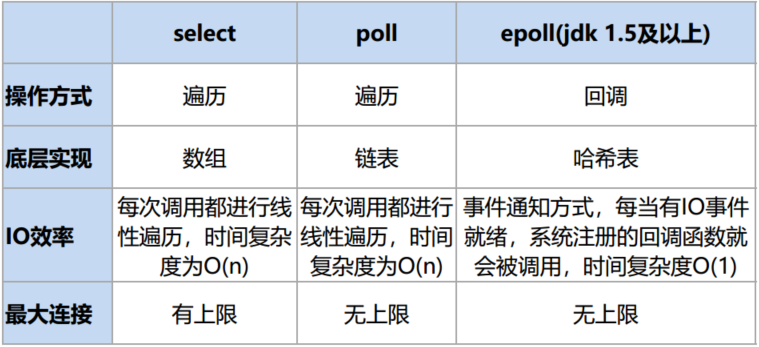 select poll epoll(jdk 1.5及以上)
操作方式 遍历 遍历 回调
底层实现 数组 链表 哈希表
IO效率
每次调用都进行线
性遍历，时间复杂
度为O(n)
每次调用都进行
线性遍历，时间
复杂度为O(n)
事件通知方式，每当有IO事件
就绪，系统注册的回调函数就
会被调用，时间复杂度O(1)
最大连接 有上限 无上限 无上限